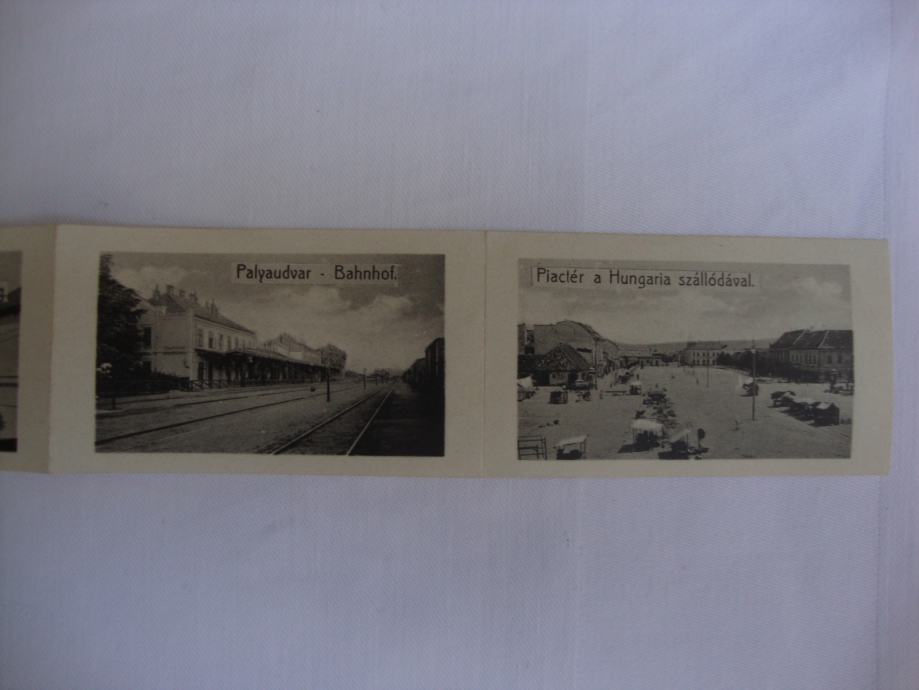 Palyaudvar - Bahnhof.
Piactér a Hungaria szállódával.